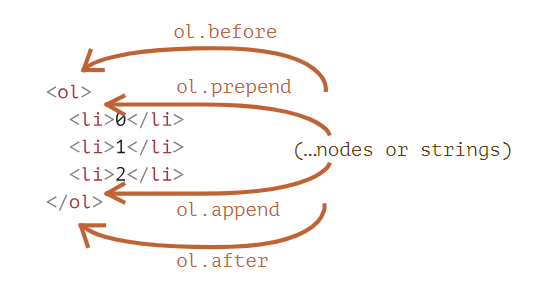 ol.before
<ol>
ol.prepend
<li>0</li>
<li>1</li>
(…nodes or strings)
<li>2</li>
</ol>
ol.append
ol.after